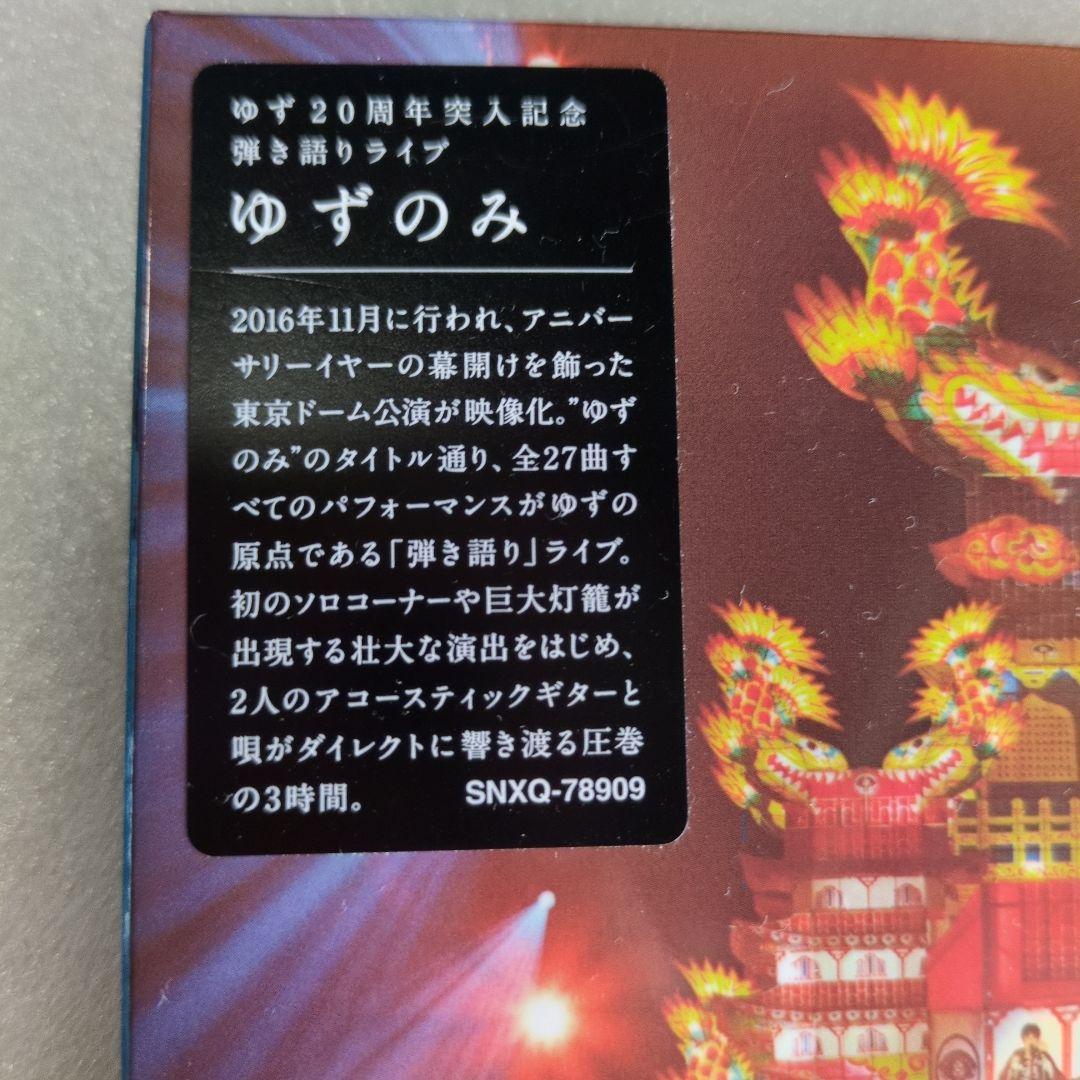 ゆず20周年突入記念
弾き語りライブ
ゆずのみ
2016年11月に行われ、アニバー
サリーイヤーの幕開けを飾った
東京ドーム公演が映像化。"ゆず
のみ"のタイトル通り、全27曲す
べてのパフォーマンスがゆずの
原点である「弾き語り」ライブ。
初のソロコーナーや巨大灯籠が
出現する壮大な演出をはじめ、
2人のアコースティックギターと
唄がダイレクトに響き渡る圧巻
の3時間。 SNXQ-78909